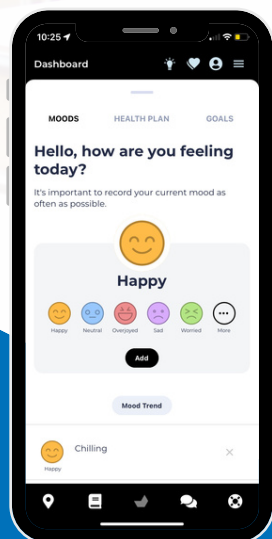 10:25
Dashboard
MOODS HEALTH PLAN GOALS
Hello, how are you feeling
today?
It's important to record your current mood as
often as possible.
Happy
Happy Neutral Overjoyed Sad Worried More
Add
Mood Trend
Chilling
Happy